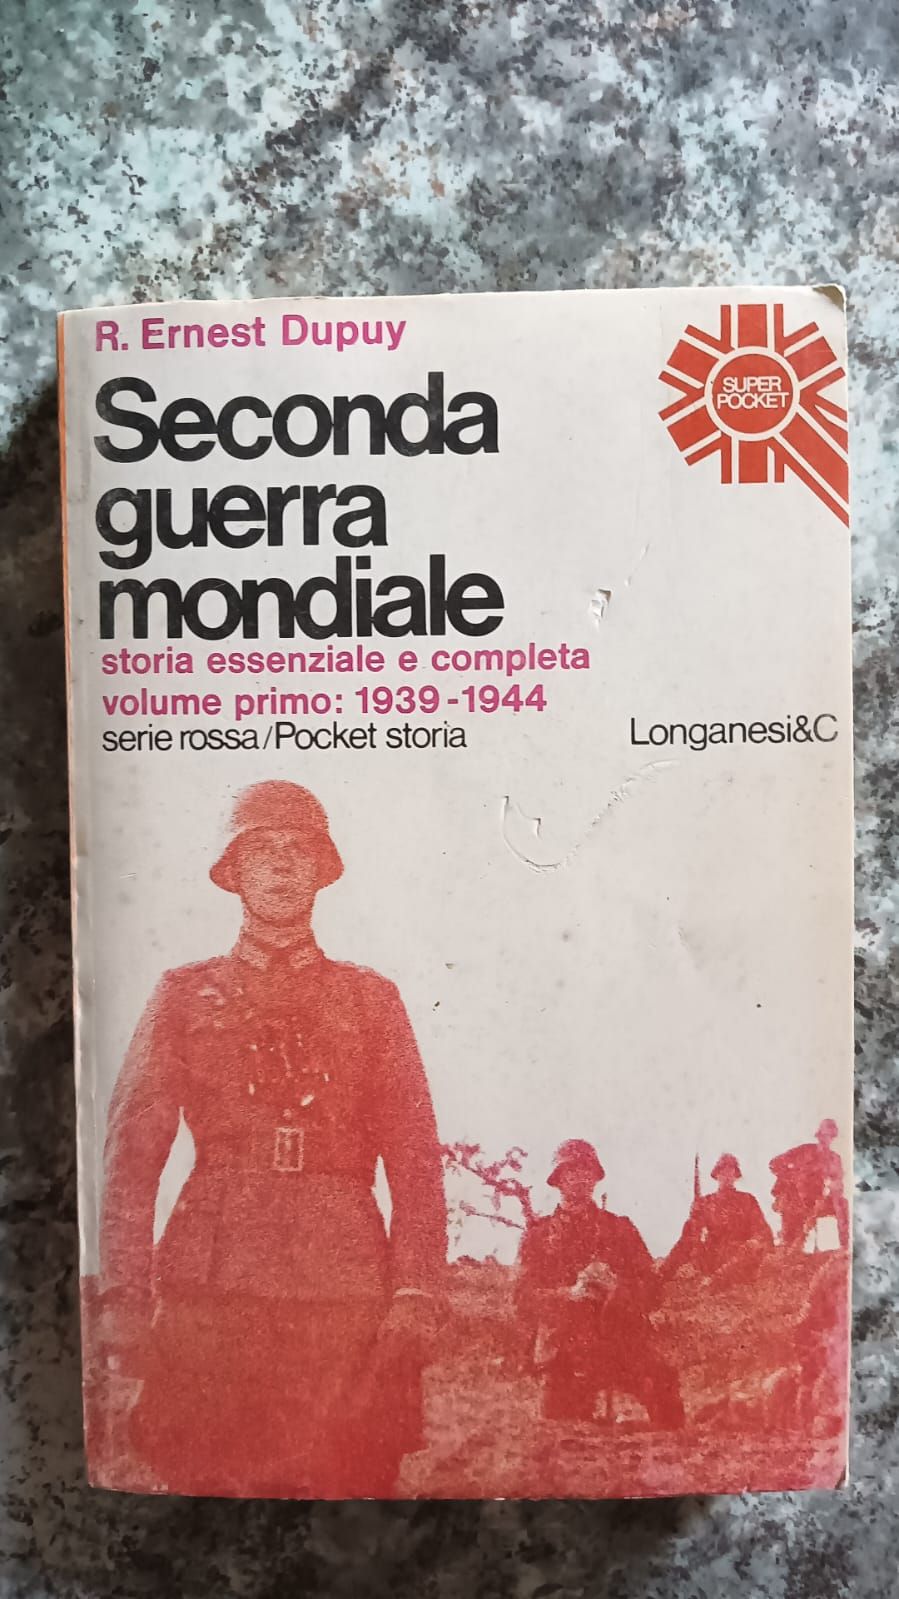 R. Ernest Dupuy
SUPER
POCKET
Seconda
guerra
mondiale
storia essenziale e completa
volume primo: 1939-1944
serie rossa/Pocket storia
Longanesi&C